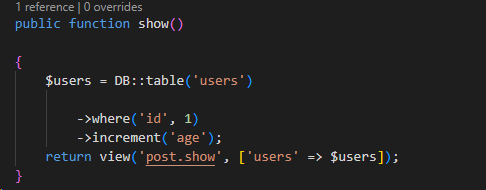 1 reference | 0 overrides
public function show()
{
$users = DB::table('users')
->where('id', 1)
->increment('age');
return view('post.show', ['users' => $users]);
}